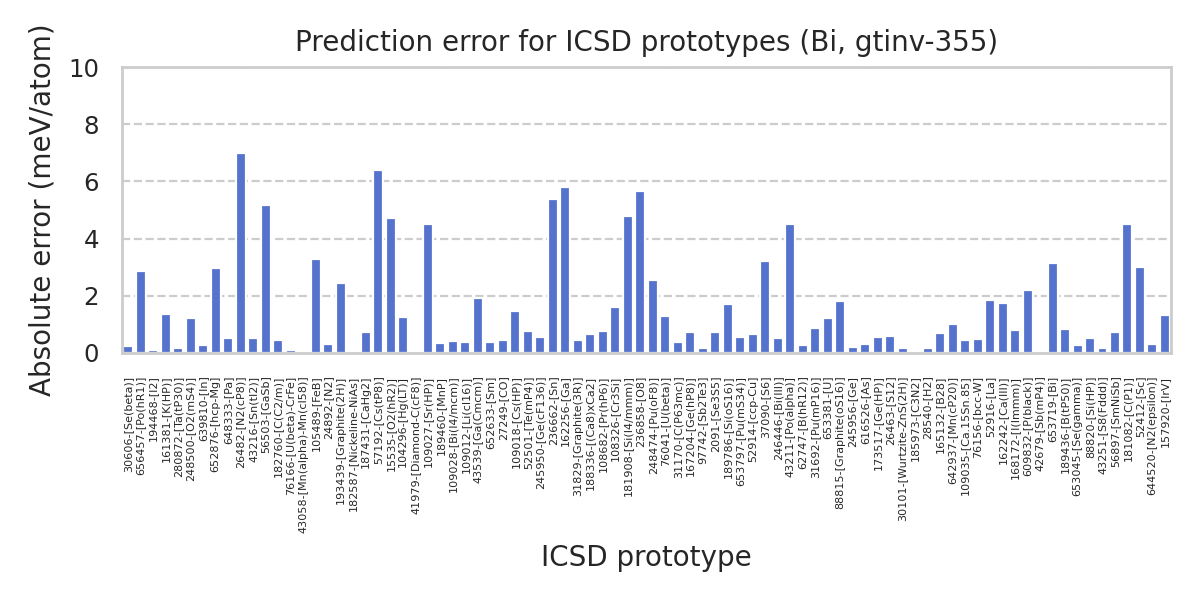 Prediction error for ICSD prototypes (Bi, gtinv-355)
Absolute error (meV/atom)
10
8
6
4
2
0
30606-[Se(beta)]
656457-[Po(hR1)]
194468-[I2]
161381-[K(HP)]
280872-[Ta(tP30)]
248500-[O2(mS4)]
639810-[In]
652876-[hcp-Mg]
648333-[Pa]
26482-[N2(cP8)]
43216-[Sn(tI2)]
56503-[GaSb]
182760-[C(C2/m)]
76166-[U(beta)-CrFe]
43058-[Mn(alpha)-Mn(cI58)]
105489-[FeB]
24892-[N2]
193439-[Graphite(2H)]
182587-[Nickeline-NiAs]
187431-[CaHg2]
57192-[Cs(tP8)]
15535-[O2(hR2)]
104296-[Hg(LT)]
41979-[Diamond-C(cF8)]
109027-[Sr(HP)]
189460-[MnP]
109028-[Bi(I4/mcm)]
109012-[Li(cI16)]
43539-[Ga(Cmcm)]
652633-[Sm]
27249-[CO]
109018-[Cs(HP)]
52501-[Te(mP4)]
245950-[Ge(cF136)]
31829-[Graphite(3R)]
188336-[(Ca8)xCa2]
108682-[Pr(hP6)]
108326-[Cr3Si]
181908-[Si(I4/mmm)]
236662-[Sn]
162256-[Ga]
236858-[O8]
248474-[Pu(oF8)]
76041-[U(beta)]
31170-[C(P63mc)]
167204-[Ge(hP8)]
97742-[Sb2Te3]
20911-[Se3S5]
189786-[Si(oS16)]
653797-[Pu(mS34)]
52914-[ccp-Cu]
37090-[S6]
246446-[Bi(III)]
43211-[Po(alpha)]
62747-[B(hR12)]
31692-[Pu(mP16)]
653381-[U]
88815-[Graphite(oS16)]
245956-[Ge]
616526-[As]
173517-[Ge(HP)]
26463-[S12]
30101-[Wurtzite-ZnS(2H)]
185973-[C3N2]
28540-[H2]
165132-[B28]
642937-[Mn(cP20)]
109035-[Ca.15Sn.85]
76156-[bcc-W]
52916-[La]
162242-[Ca(III)]
168172-[I(Immm)]
609832-[P(black)]
42679-[Sb(mP4)]
653719-[Bi]
189436-[B(tP50)]
653045-[Se(gamma)]
88820-[Si(HP)]
43251-[S8(Fddd)]
56897-[SmNiSb]
181082-[C(P1)]
52412-[Sc]
644520-[N2(epsilon)]
157920-[IrV]
ICSD prototype